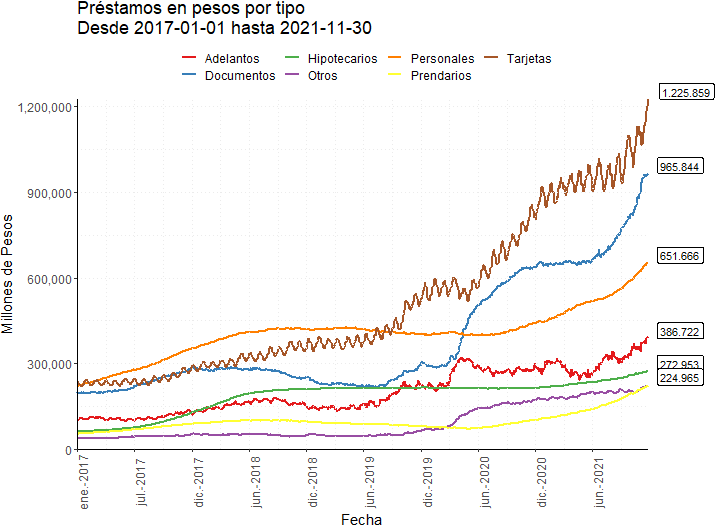 Préstamos en pesos por tipo
Desde 2017-01-01 hasta 2021-11-30
Adelantos Hipotecarios Personales Tarjetas
Documentos Otros Prendarios
1.225.859
1,200,000
965.844
900,000
651.666
600,000
386.722
300,000
272.953
224.965
0
Millones de Pesos
ene.-2017 jul.-2017 dic.-2017 jun.-2018 dic.-2018 jun.-2019 dic.-2019 jun.-2020 dic.-2020 jun.-2021
Fecha